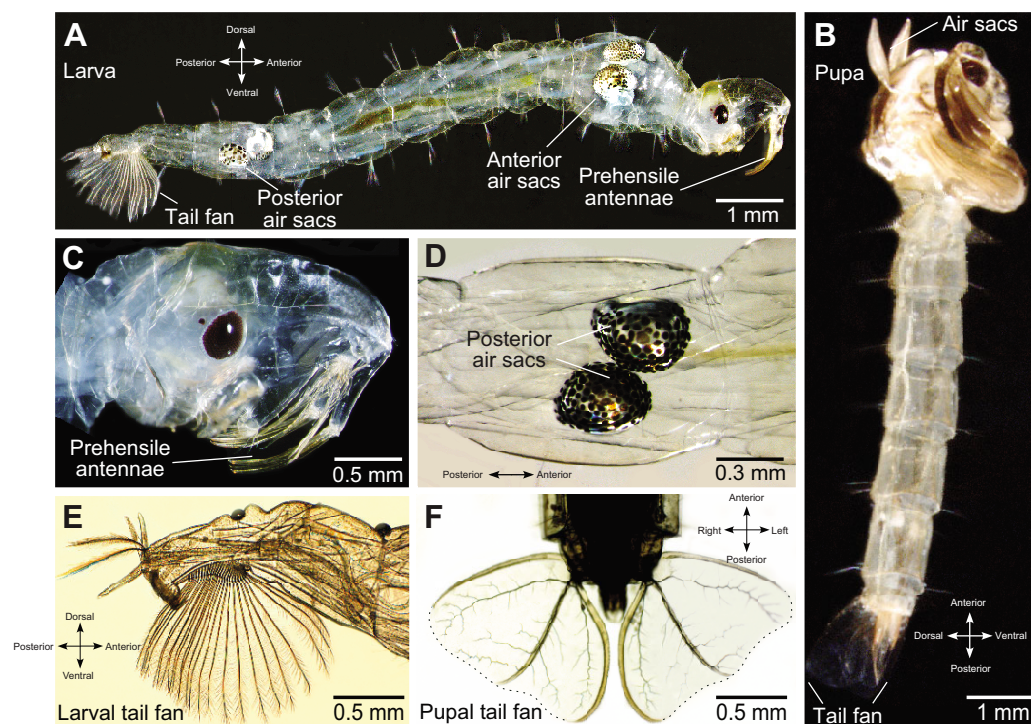 A
Larva
Dorsal
Posterior Anterior
Ventral
Tail fan
Posterior
air sacs
Anterior
air sacs
Prehensile
antennae
1 mm
B
Air sacs
Pupa
Anterior
Dorsal Ventral
Posterior
Tail fan
1 mm
C
Prehensile
antennae
0.5 mm
D
Posterior
air sacs
Posterior Anterior
0.3 mm
E
Dorsal
Posterior Anterior
Ventral
Larval tail fan
0.5 mm
F
Anterior
Right Left
Posterior
Pupal tail fan
0.5 mm